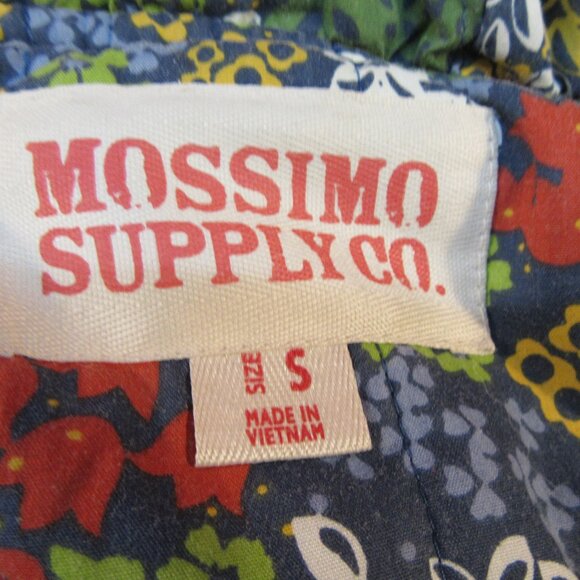 MOSSIMO
SUPPLY CO.
SIZE S
MADE IN
VIETNAM